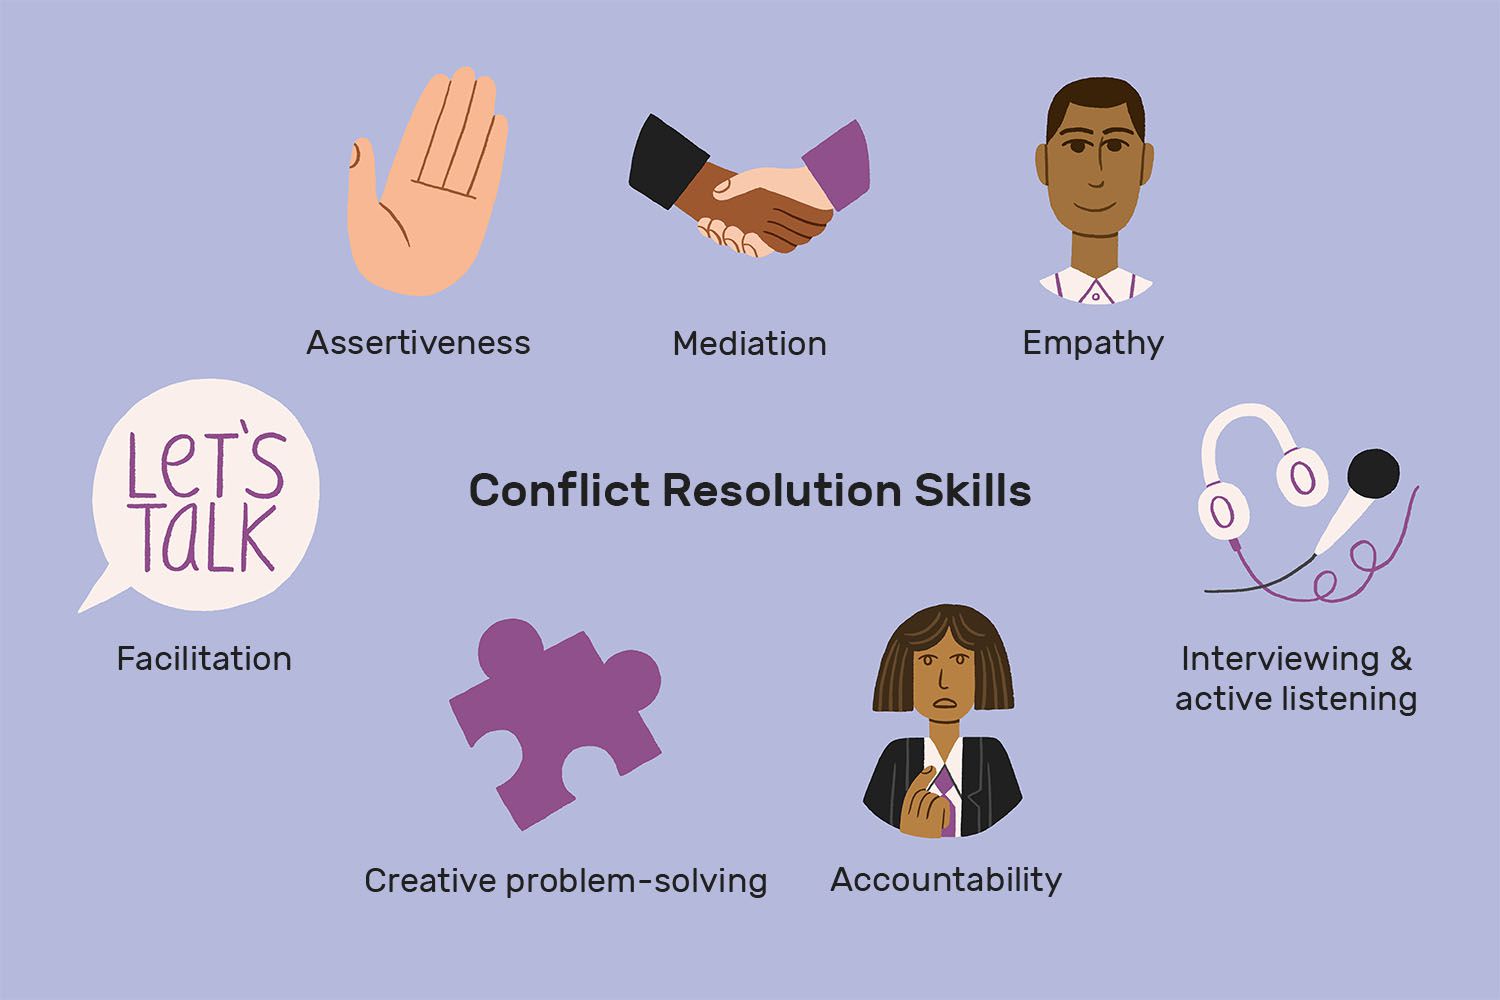 Assertiveness
Mediation
Empathy
LET'S
TALK
Conflict Resolution Skills
Facilitation
Interviewing &
active listening
Creative problem-solving
Accountability